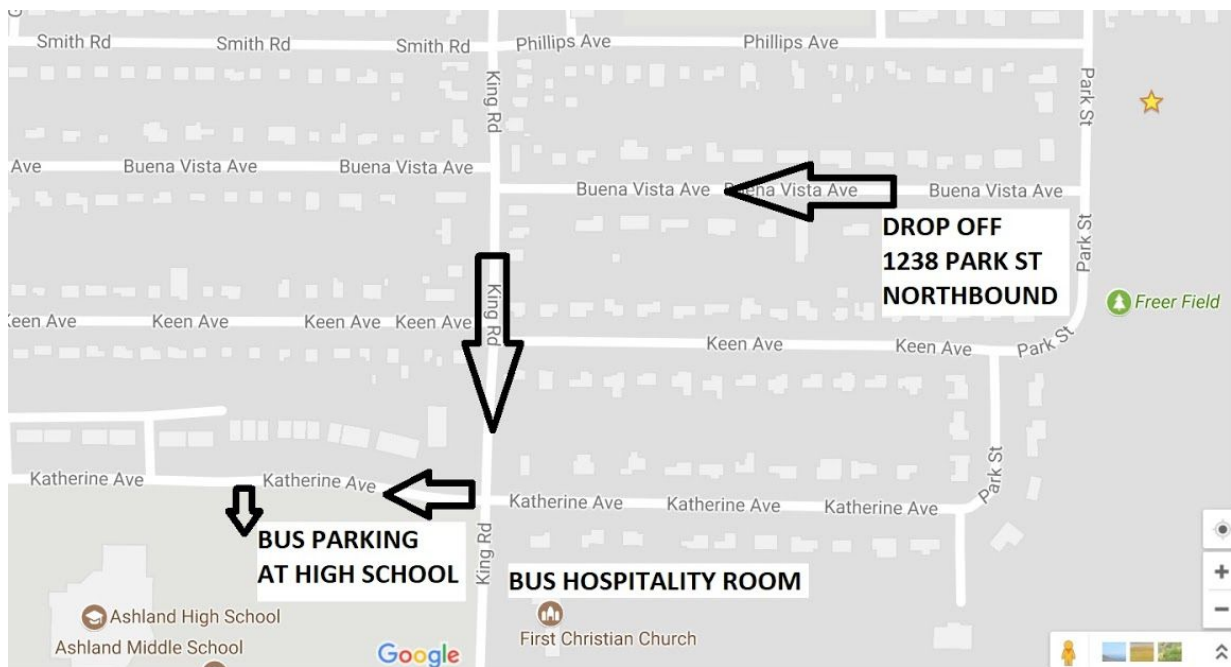 Smith Rd
Smith Rd
Smith Rd
Phillips Ave
Phillips Ave
King Rd
Park St
Ave
Buena Vista Ave
Buena Vista Ave
Buena Vista Ave
Buena Vista Ave
Buena Vista Ave
DROP OFF
1238 PARK ST
NORTHBOUND
Park St
Freer Field
King Rd
Keen Ave
Keen Ave
Keen Ave
Keen Ave
Keen Ave
Keen Ave
Park St
Katherine Ave
Katherine Ave
Katherine Ave
Katherine Ave
Katherine Ave
Park St
BUS PARKING
AT HIGH SCHOOL
King Rd
BUS HOSPITALITY ROOM
Ashland High School
Ashland Middle School
First Christian Church
Google